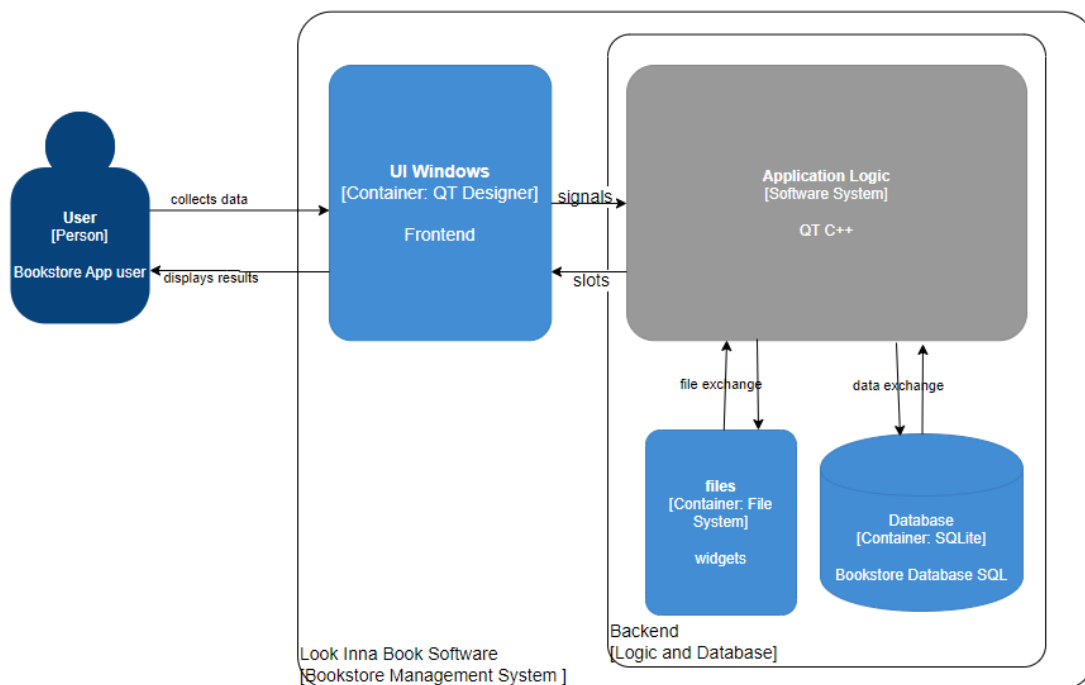 User
[Person]
Bookstore App user
collects data
displays results
UI Windows
[Container: QT Designer]
Frontend
signals
slots
Application Logic
[Software System]
QT C++
file exchange
data exchange
files
[Container: File
System]
widgets
Database
[Container: SQLite]
Bookstore Database SQL
Backend
[Logic and Database]
Look Inna Book Software
[Bookstore Management System ]